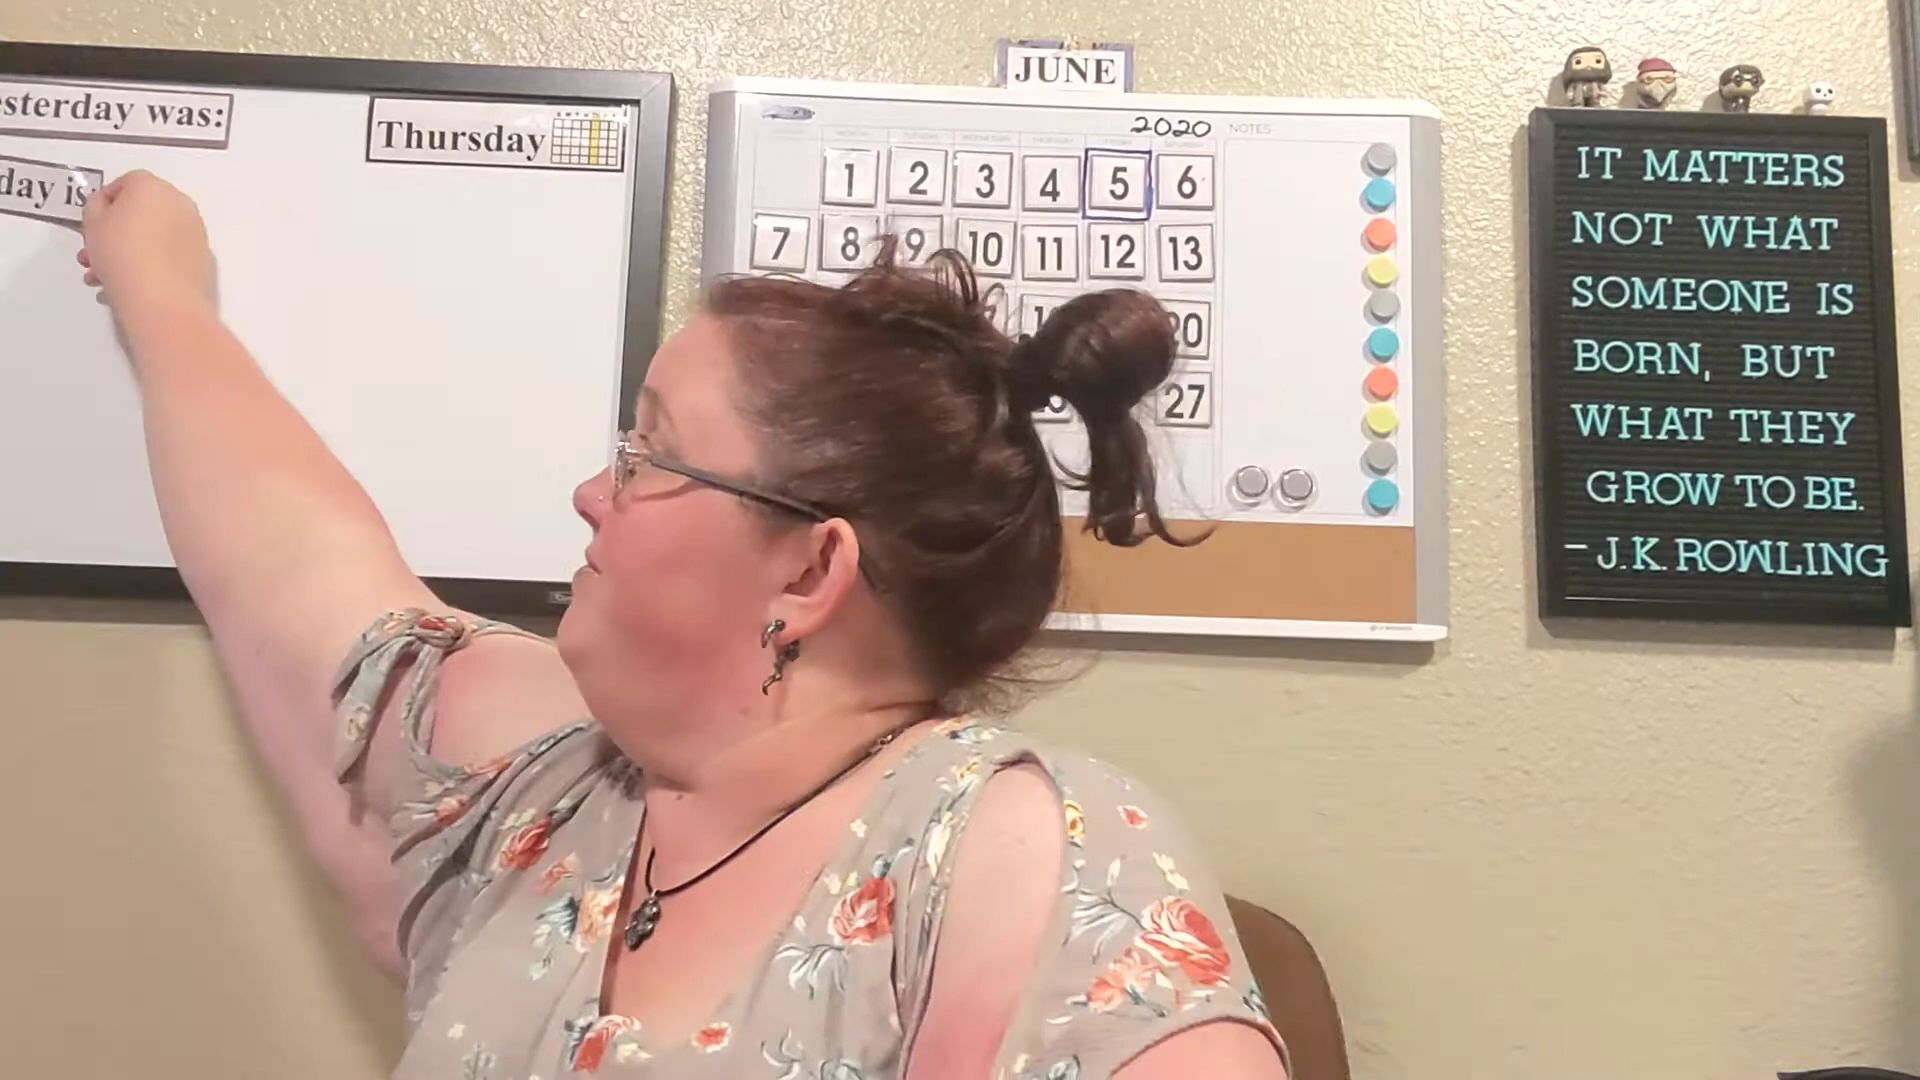 sterday was:
Thursday
day is:
JUNE
2020
NOTES
1 2 3 4 5 6
7 8 9 10 11 12 13
20
27
IT MATTERS
NOT WHAT
SOMEONE IS
BORN, BUT
WHAT THEY
GROW TO BE.
- J.K. ROWLING